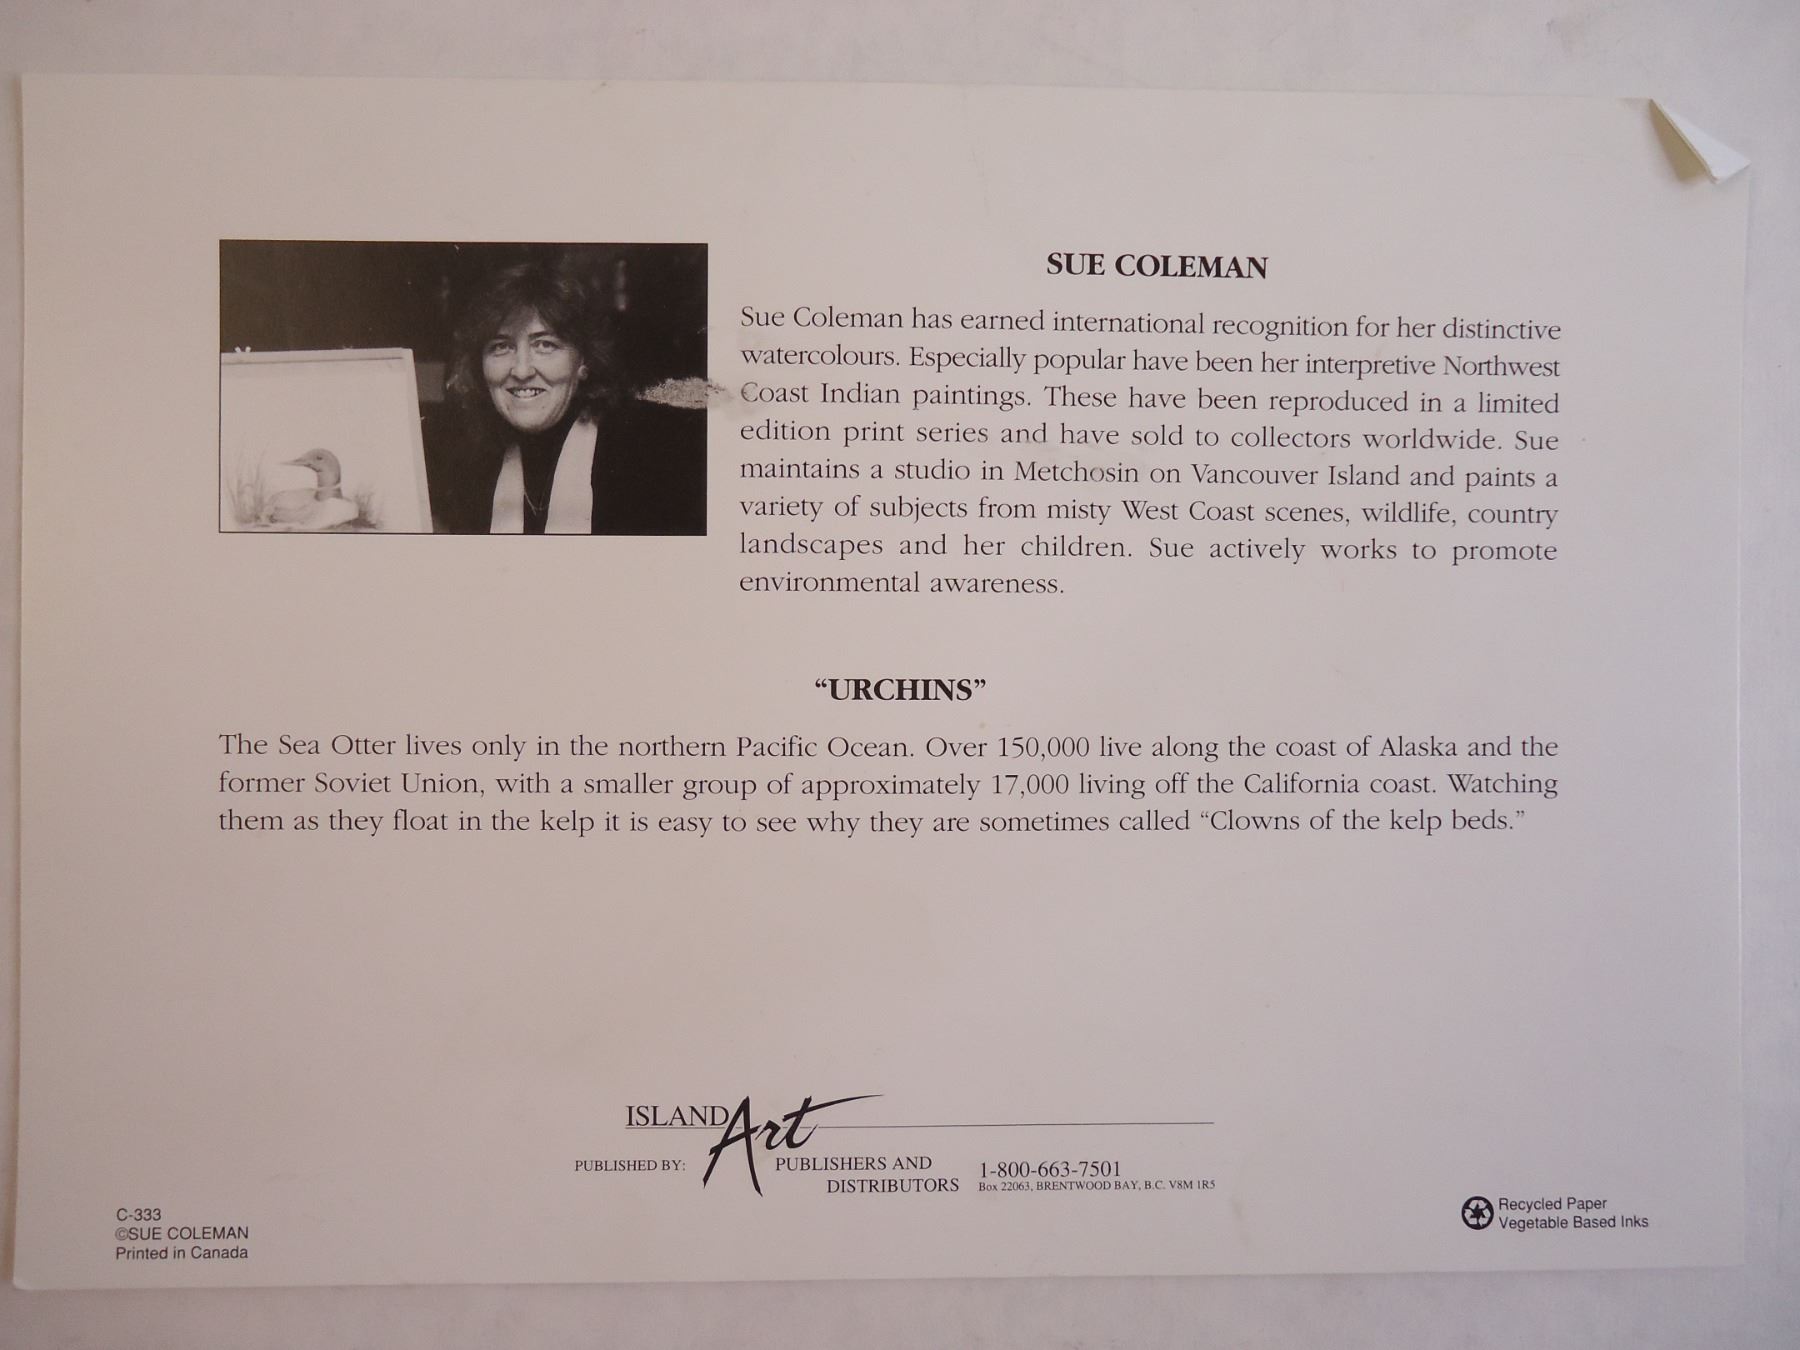 SUE COLEMAN
Sue Coleman has earned international recognition for her distinctive
watercolours. Especially popular have been her interpretive Northwest
Coast Indian paintings. These have been reproduced in a limited
edition print series and have sold to collectors worldwide. Sue
maintains a studio in Metchosin on Vancouver Island and paints a
variety of subjects from misty West Coast scenes, wildlife, country
landscapes and her children. Sue actively works to promote
environmental awareness.
“URCHINS”
The Sea Otter lives only in the northern Pacific Ocean. Over 150,000 live along the coast of Alaska and the
former Soviet Union, with a smaller group of approximately 17,000 living off the California coast. Watching
them as they float in the kelp it is easy to see why they are sometimes called “Clowns of the kelp beds.”
ISLAND Art
PUBLISHED BY: PUBLISHERS AND
DISTRIBUTORS
1-800-663-7501
Box 22063, BRENTWOOD BAY, B.C. V8M 1R5
C-333
©SUE COLEMAN
Printed in Canada
Recycled Paper
Vegetable Based Inks